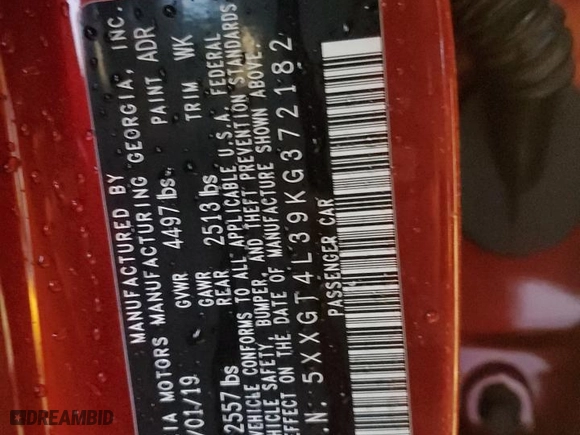 MANUFACTURED BY
IA MOTORS MANUFACTURING GEORGIA, INC.
/01/19 GVWR 4497 lbs PAINT ADR
GAWR TRIM WK
2557 lbs REAR 2513 lbs
VEHICLE CONFORMS TO ALL APPLICABLE U.S.A. FEDERAL
HICLE SAFETY, BUMPER, AND THEFT PREVENTION STANDARDS
EFFECT ON THE DATE OF MANUFACTURE SHOWN ABOVE.
.N. 5XXGT4L39KG372182
PASSENGER CAR
DREAMBID